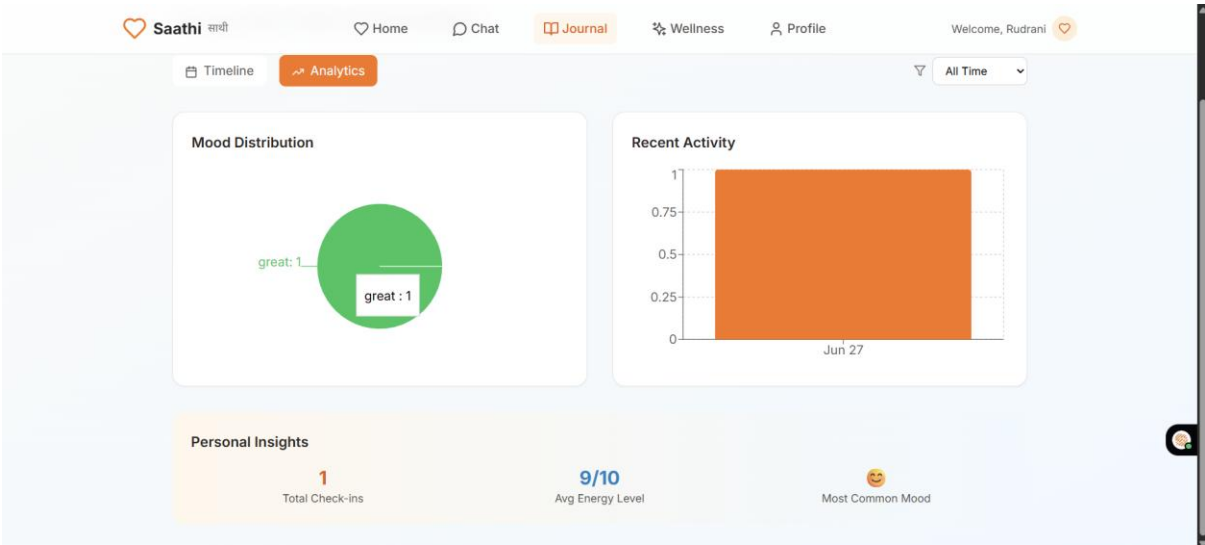 Saathi साथी Home Chat Journal Wellness Profile Welcome, Rudrani
Timeline Analytics All Time
Mood Distribution
great: 1
great : 1
Recent Activity
1
0.75
0.5
0.25
0
Jun 27
Personal Insights
1
Total Check-ins
9/10
Avg Energy Level
Most Common Mood